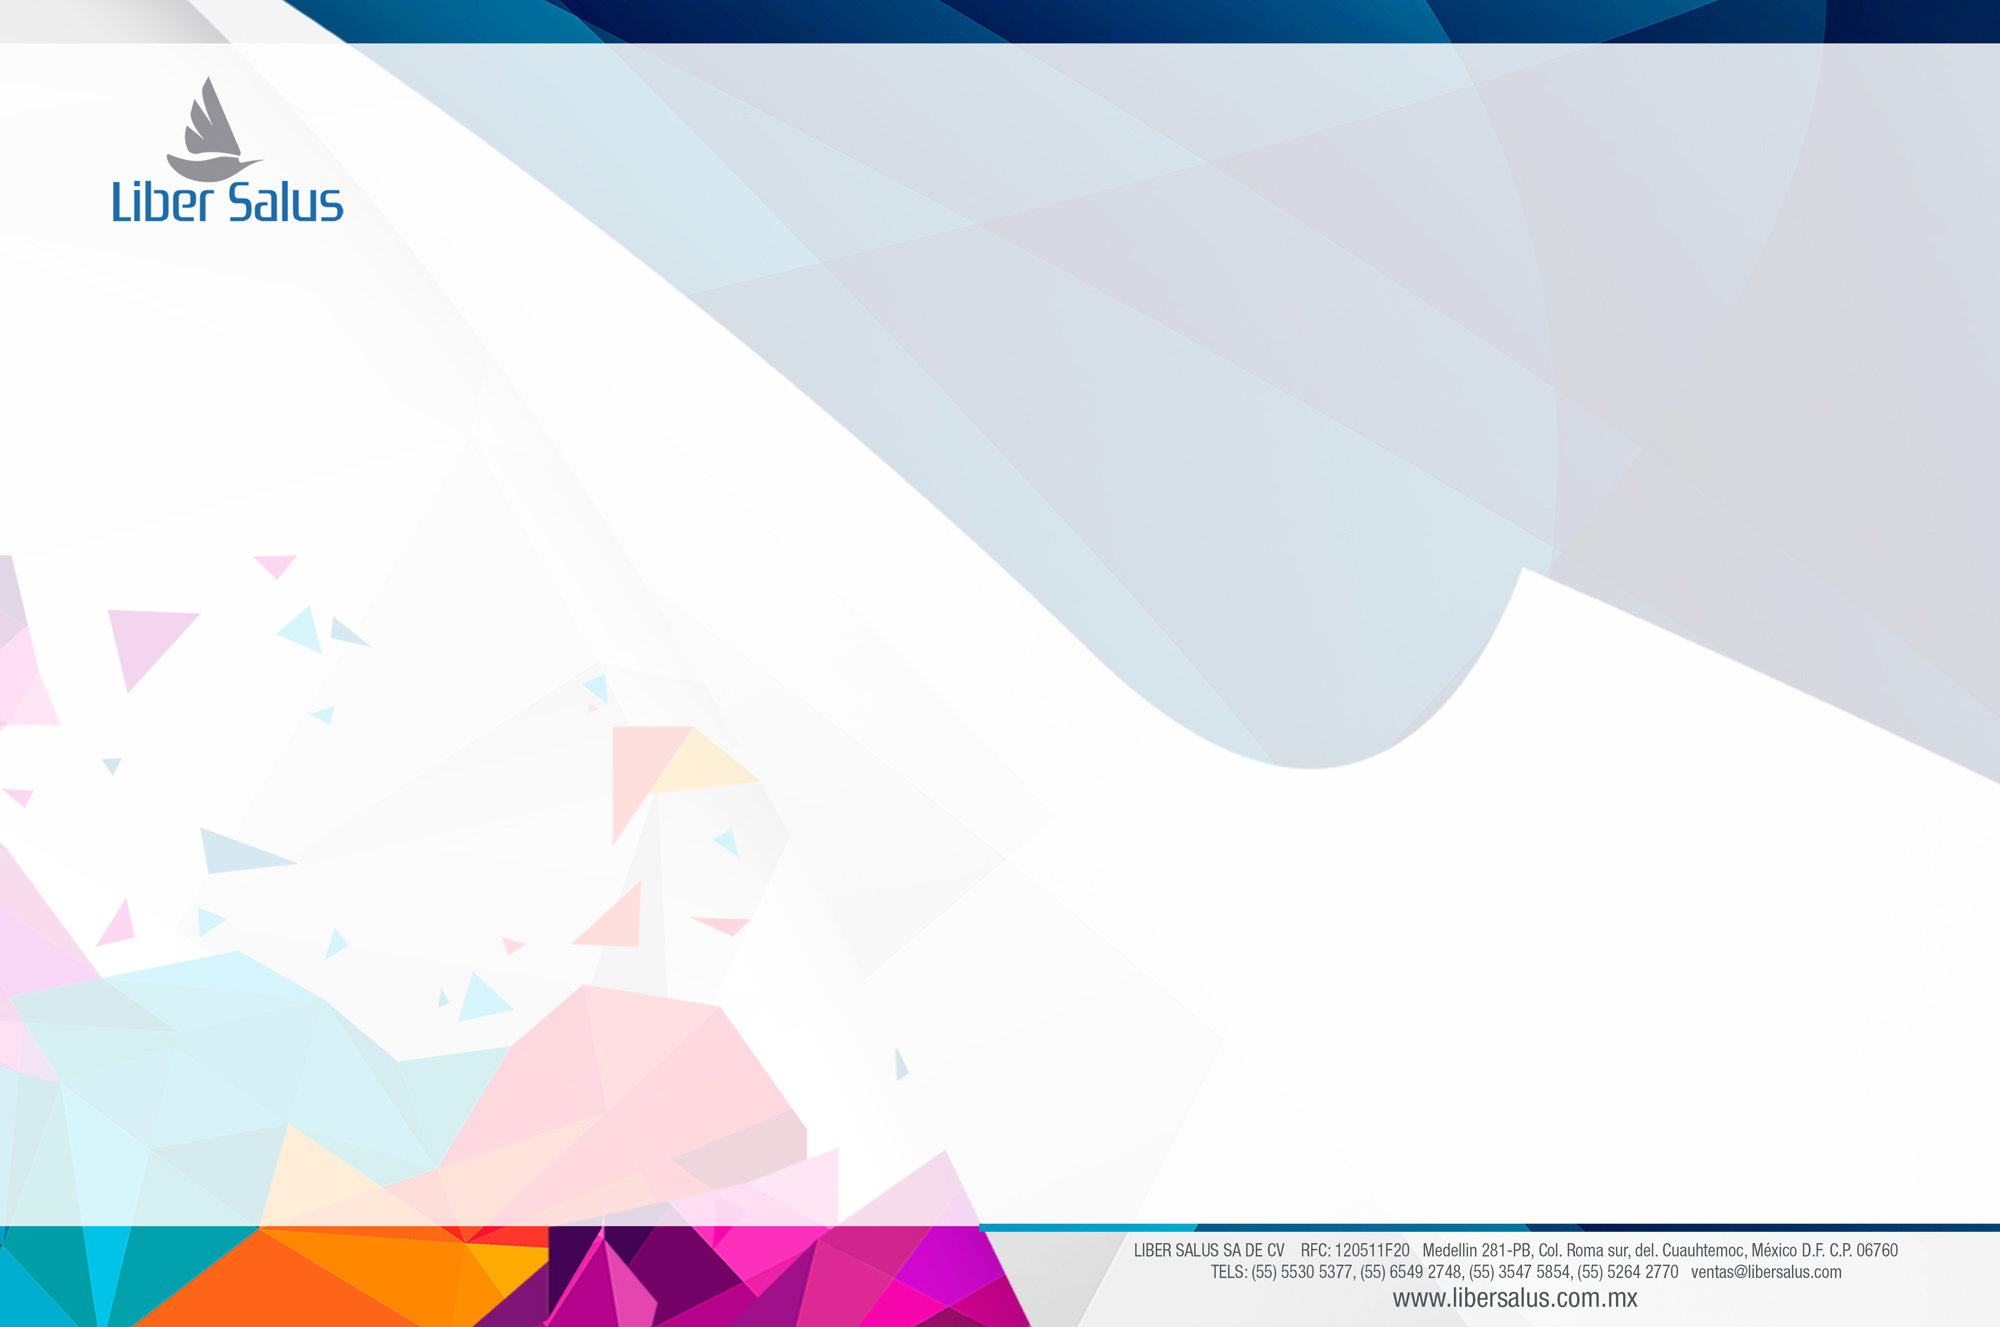 Liber Salus
LIBER SALUS SA DE CV RFC: 120511F20 Medellin 281-PB, Col. Roma sur, del. Cuauhtemoc, México D.F. C.P. 06760
TELS: (55) 5530 5377, (55) 6549 2748, (55) 3547 5854, (55) 5264 2770 ventas@libersalus.com
www.libersalus.com.mx